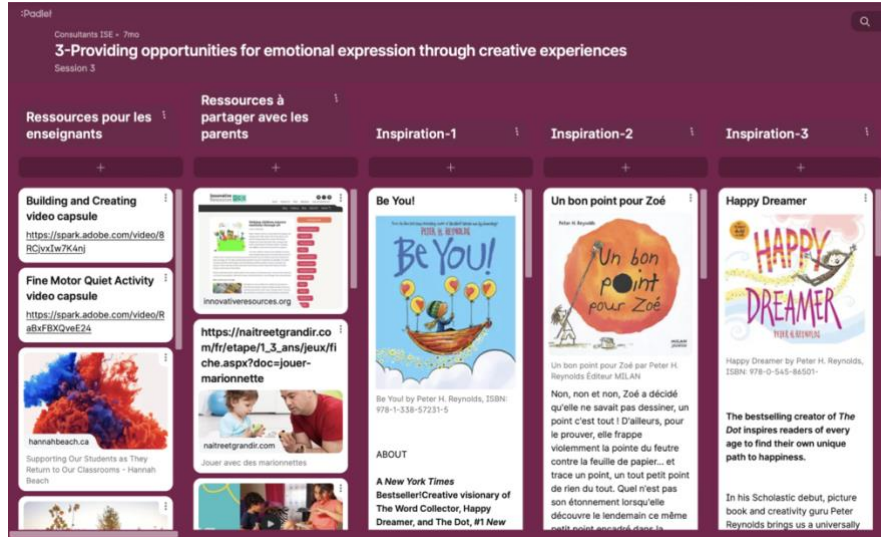 :Padlet
Consultants ISE • 7mo
3-Providing opportunities for emotional expression through creative experiences
Session 3
Ressources pour les
enseignants
Building and Creating
video capsule
https://spark.adobe.com/video/8
RCjvxIw7K4nj
Fine Motor Quiet Activity
video capsule
https://spark.adobe.com/video/R
aBxFBXQveE24
hannahbeach.ca
Supporting Our Students as They
Return to Our Classrooms - Hannah
Beach
Ressources à
partager avec les
parents
innovativeresources.org
https://naitreetgrandir.co
m/fr/etape/1_3_ans/jeux/fi
che.aspx?doc=jouer-
marionnette
naitreetgrandir.com
Jouer avec des marionnettes
Inspiration-1
Be You!
PETER H. REYNOLDS
BE YOU!
Be You! by Peter H. Reynolds, ISBN:
978-1-338-57231-5
ABOUT
A New York Times
Bestseller!Creative visionary of
The Word Collector, Happy
Dreamer, and The Dot, #1 New
Inspiration-2
Un bon point pour Zoé
Peter H. Reynolds
Un bon
point
pour Zoé
MILAN
Un bon point pour Zoé par Peter H.
Reynolds Éditeur MILAN
Non, non et non, Zoé a décidé
qu'elle ne savait pas dessiner, un
point c'est tout ! D'ailleurs, pour
le prouver, elle frappe
violemment la pointe du feutre
contre la feuille de papier... et
trace un point, un tout petit point
de rien du tout. Quel n'est pas
son étonnement lorsqu'elle
découvre le lendemain ce même
petit point encadré dans la
Inspiration-3
Happy Dreamer
HAPPY
DREAMER
PETER H. REYNOLDS
Happy Dreamer by Peter H. Reynolds,
ISBN: 978-0-545-86501-
The bestselling creator of The
Dot inspires readers of every
age to find their own unique
path to happiness.
In his Scholastic debut, picture
book and creativity guru Peter
Reynolds brings us a universally